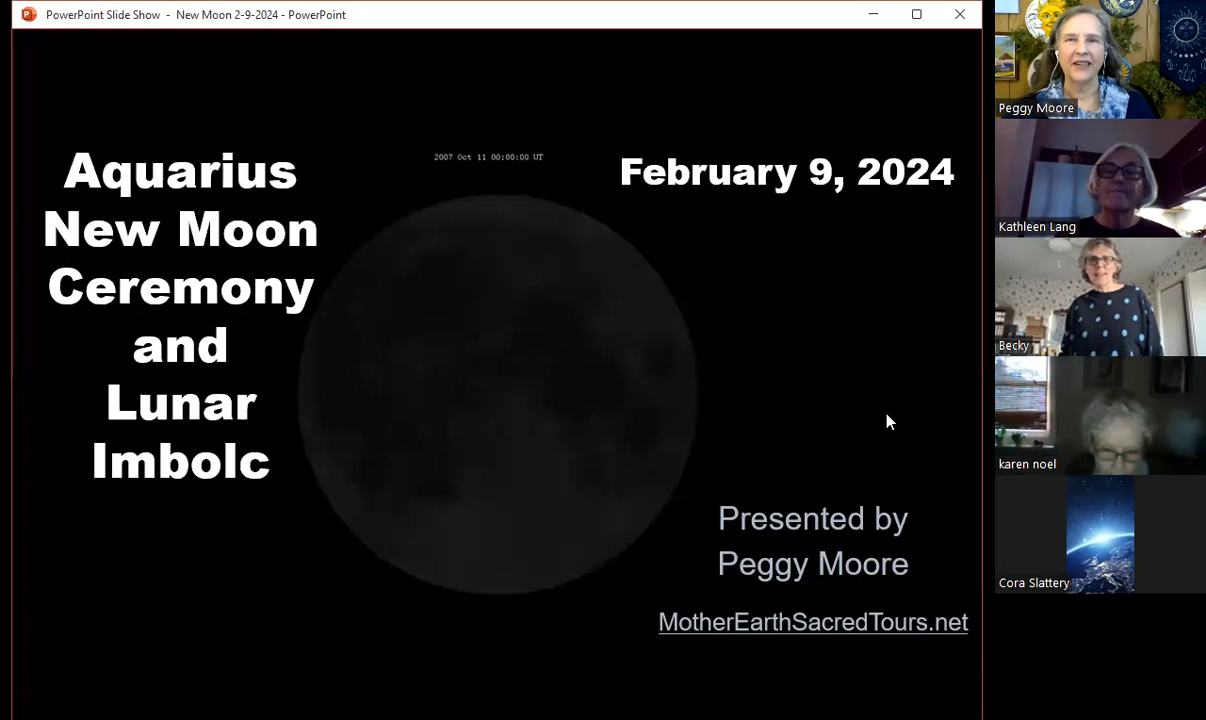 PowerPoint Slide Show - New Moon 2-9-2024 - PowerPoint
Aquarius
New Moon
Ceremony
and
Lunar
Imbolc
2007 Oct 11 00:00:00 UT
February 9, 2024
Presented by
Peggy Moore
MotherEarthSacredTours.net
Peggy Moore
Kathleen Lang
Becky
karen noel
Cora Slattery